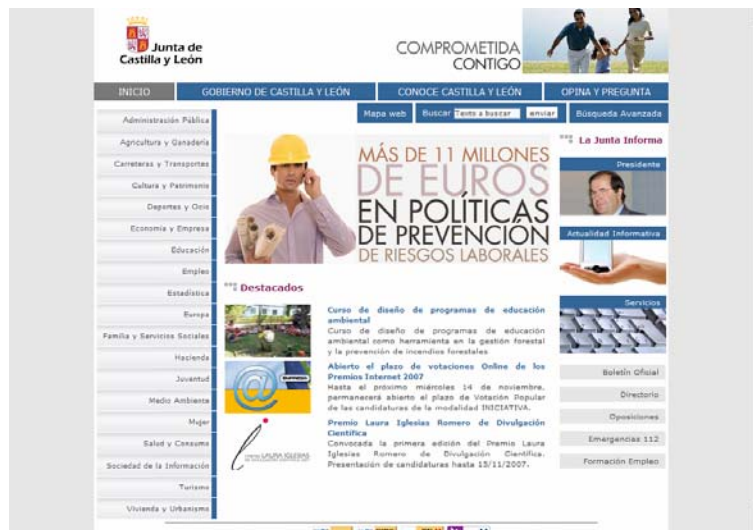 Junta de
Castilla y León
COMPROMETIDA
CONTIGO
INICIO
GOBIERNO DE CASTILLA Y LEÓN
CONOCE CASTILLA Y LEÓN
OPINA Y PREGUNTA
Mapa web
Buscar Texto a buscar enviar
Búsqueda Avanzada
Administración Pública
Agricultura y Ganadería
Carreteras y Transportes
Cultura y Patrimonio
Deportes y Ocio
Economía y Empresa
Educación
Empleo
Estadística
Europa
Familia y Servicios Sociales
Hacienda
Juventud
Medio Ambiente
Mujer
Salud y Consumo
Sociedad de la Información
Turismo
Vivienda y Urbanismo
MÁS DE 11 MILLONES
DE EUROS
EN POLÍTICAS
DE PREVENCIÓN
DE RIESGOS LABORALES
Destacados
Curso de diseño de programas de educación
ambiental
Curso de diseño de programas de educación
ambiental como herramienta en la gestión forestal
y la prevención de incendios forestales
Abierto el plazo de votaciones Online de los
Premios Internet 2007
Hasta el próximo miércoles 14 de noviembre,
permanecerá abierto el plazo de Votación Popular
de las candidaturas de la modalidad INICIATIVA.
Premio Laura Iglesias Romero de Divulgación
Científica
Convocada la primera edición del Premio Laura
Iglesias Romero de Divulgación Científica.
Presentación de candidaturas hasta 15/11/2007.
La Junta Informa
Presidente
Actualidad Informativa
Servicios
Boletín Oficial
Directorio
Oposiciones
Emergencias 112
Formación Empleo